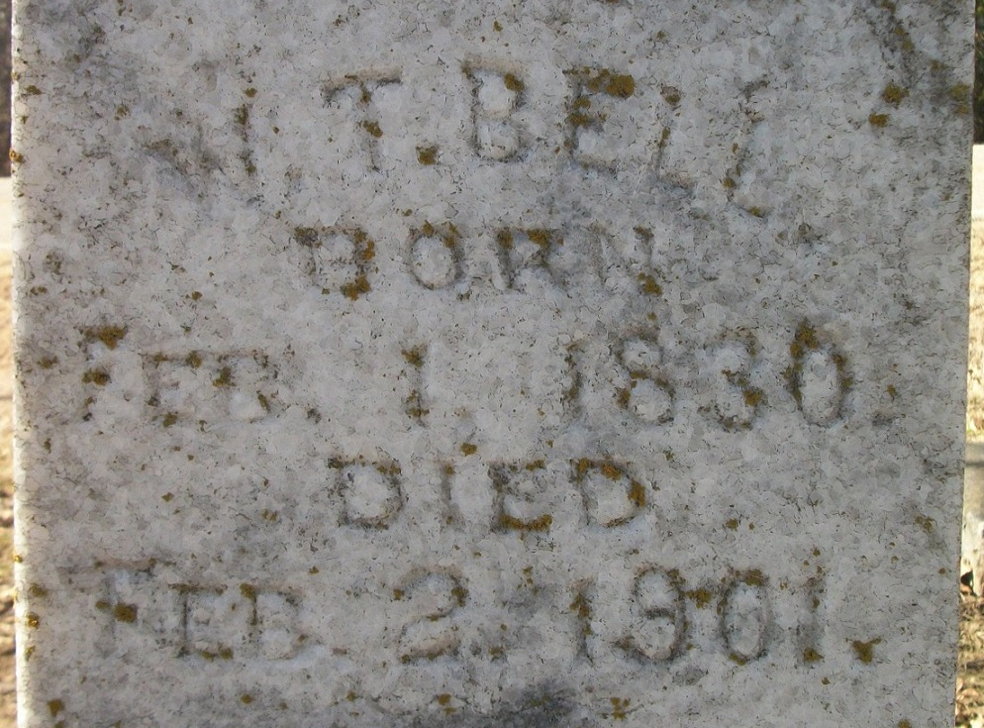 T. BELL
BORN
FEB. 1. 1830.
DIED
FEB. 2. 1901.